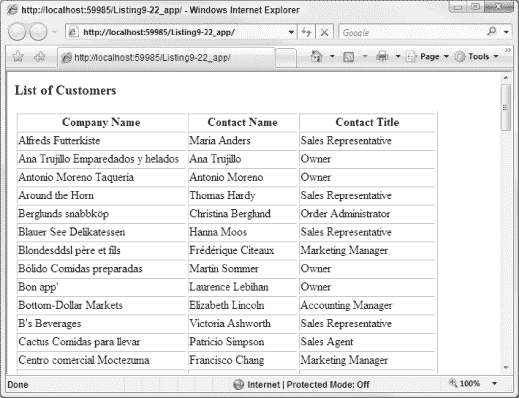 http://localhost:59985/Listing9-22_app/ - Windows Internet Explorer
http://localhost:59985/Listing9-22_app/
Google
http://localhost:59985/Listing9-22_app/
Page
Tools
List of Customers
Company Name Contact Name Contact Title
Alfreds Futterkiste Maria Anders Sales Representative
Ana Trujillo Emparedados y helados Ana Trujillo Owner
Antonio Moreno Taquería Antonio Moreno Owner
Around the Horn Thomas Hardy Sales Representative
Berglunds snabbköp Christina Berglund Order Administrator
Blauer See Delikatessen Hanna Moos Sales Representative
Blondesddsl père et fils Frédérique Citeaux Marketing Manager
Bólido Comidas preparadas Martín Sommer Owner
Bon app' Laurence Lebihan Owner
Bottom-Dollar Markets Elizabeth Lincoln Accounting Manager
B's Beverages Victoria Ashworth Sales Representative
Cactus Comidas para llevar Patricio Simpson Sales Agent
Centro comercial Moctezuma Francisco Chang Marketing Manager
Done
Internet | Protected Mode: Off
100%